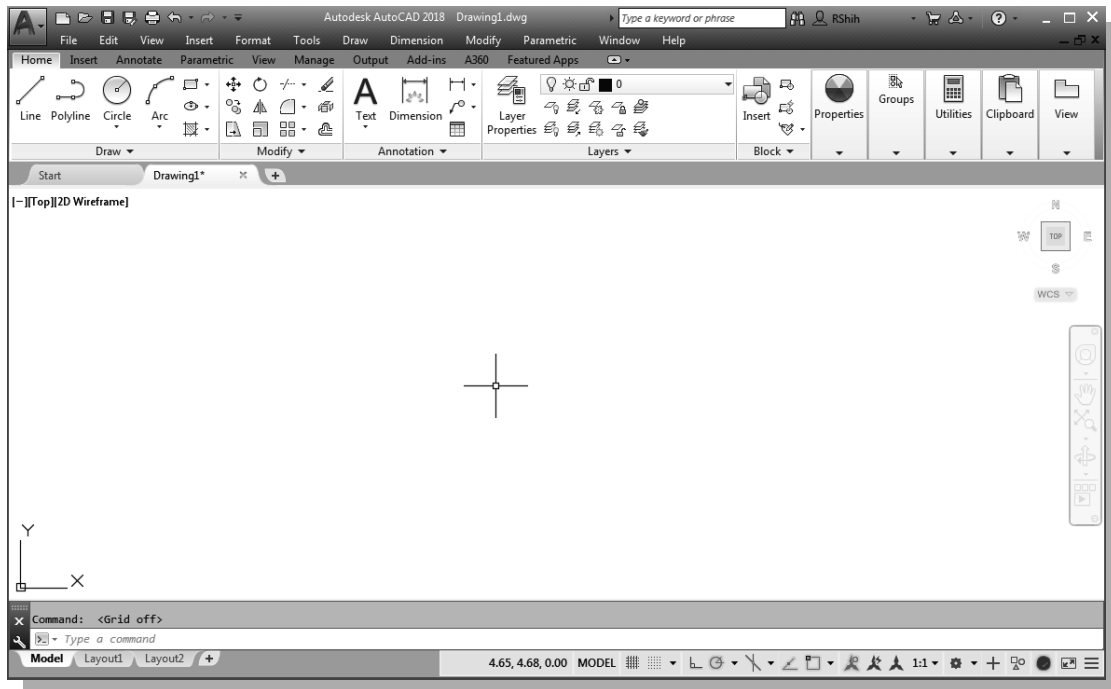 Autodesk AutoCAD 2018 Drawing1.dwg Type a keyword or phrase RShih
File Edit View Insert Format Tools Draw Dimension Modify Parametric Window Help
Home Insert Annotate Parametric View Manage Output Add-ins A360 Featured Apps
0
Line Polyline Circle Arc Text Dimension Layer Properties Insert Properties Groups Utilities Clipboard View
Draw Modify Annotation Layers Block
Start Drawing1* +
[−][Top][2D Wireframe]
N
W TOP E
S
WCS
Y
X
Command: <Grid off>
Type a command
Model Layout1 Layout2 + 4.65, 4.68, 0.00 MODEL 1:1